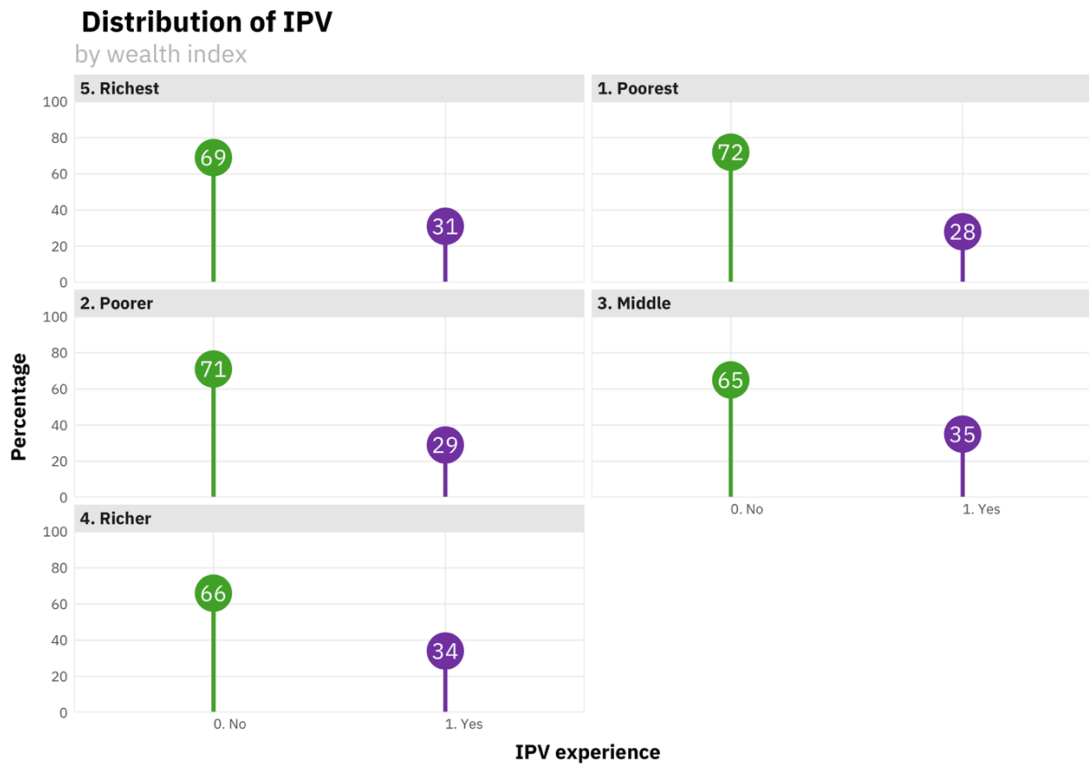 Distribution of IPV
by wealth index
5. Richest
1. Poorest
100
80
60
40
20
0
69
31
72
28
2. Poorer
3. Middle
100
80
60
40
20
0
71
29
65
35
0. No
1. Yes
4. Richer
100
80
60
40
20
0
66
34
0. No
1. Yes
Percentage
IPV experience